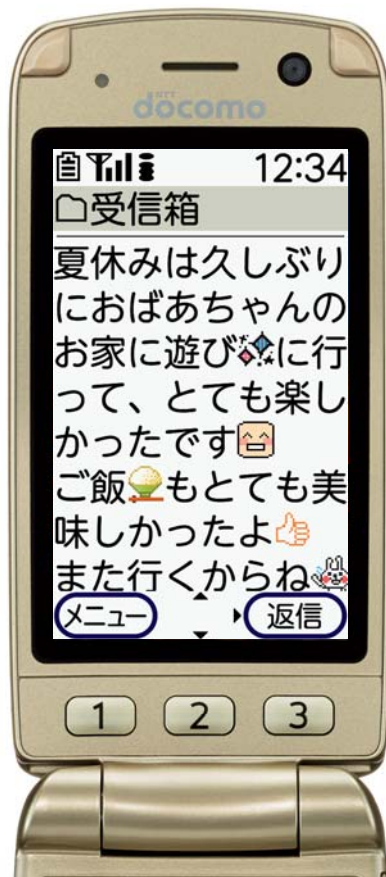 NTT
docomo
12:34
受信箱
夏休みは久しぶり
におばあちゃんの
お家に遊びに行
って、とても楽し
かったです
ご飯もとても美
味しかったよ
また行くからね
メニュー 返信
1 2 3